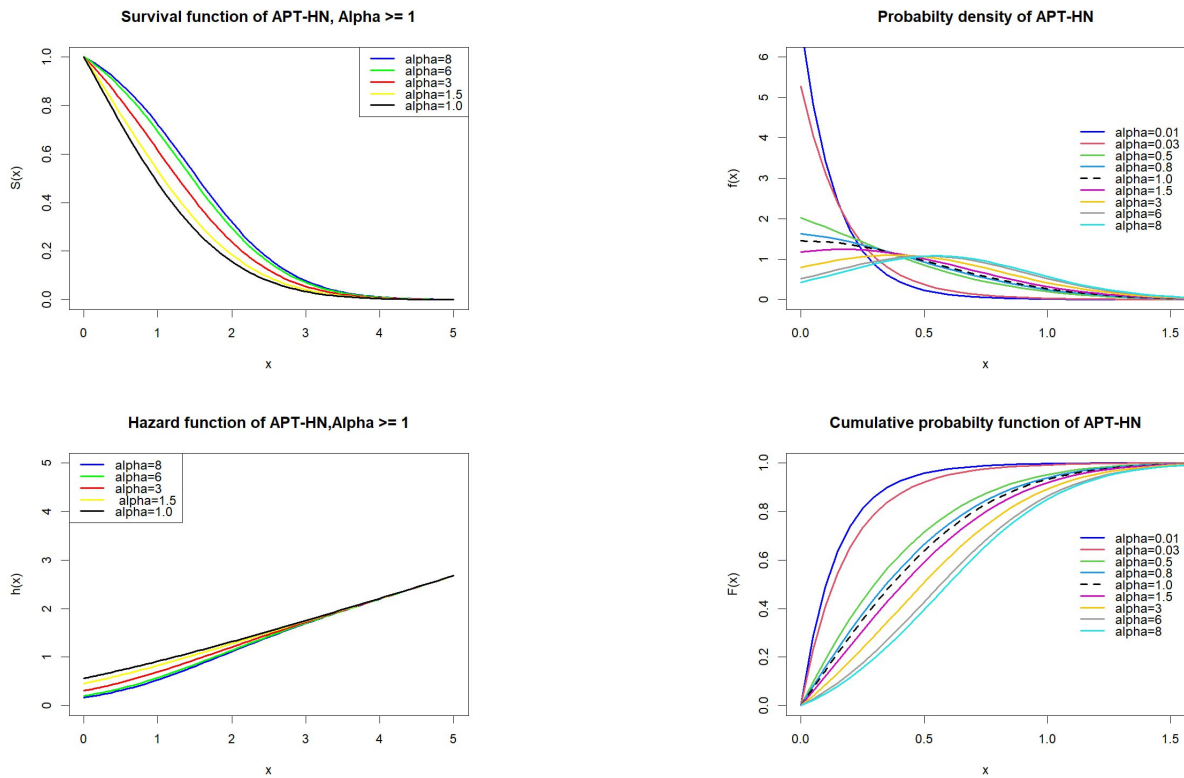 Survival function of APT-HN, Alpha >= 1
S(x)
1.0
0.8
0.6
0.4
0.2
0.0
alpha=8
alpha=6
alpha=3
alpha=1.5
alpha=1.0
0 1 2 3 4 5
x
Probabilty density of APT-HN
f(x)
6
5
4
3
2
1
0
alpha=0.01
alpha=0.03
alpha=0.5
alpha=0.8
alpha=1.0
alpha=1.5
alpha=3
alpha=6
alpha=8
0.0 0.5 1.0 1.5
x
Hazard function of APT-HN,Alpha >= 1
h(x)
5
4
3
2
1
0
alpha=8
alpha=6
alpha=3
alpha=1.5
alpha=1.0
0 1 2 3 4 5
x
Cumulative probabilty function of APT-HN
F(x)
1.0
0.8
0.6
0.4
0.2
0.0
alpha=0.01
alpha=0.03
alpha=0.5
alpha=0.8
alpha=1.0
alpha=1.5
alpha=3
alpha=6
alpha=8
0.0 0.5 1.0 1.5
x